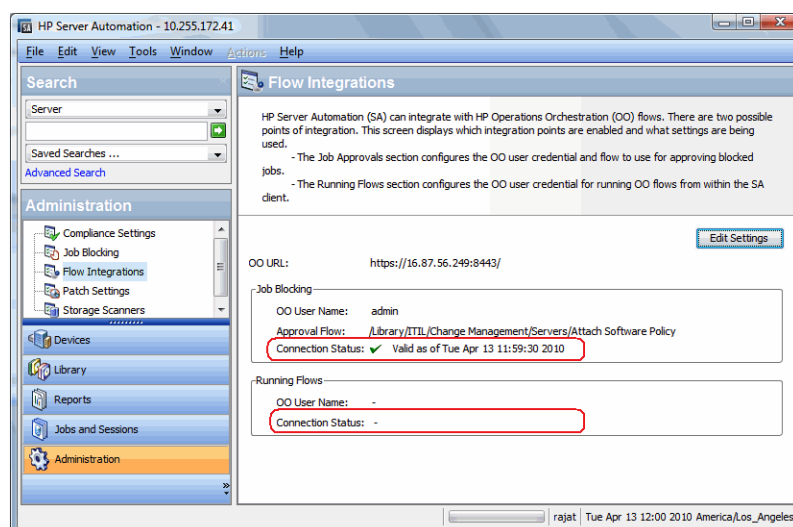 HP Server Automation - 10.255.172.41
File Edit View Tools Window Actions Help
Search
Server
Saved Searches ...
Advanced Search
Administration
Compliance Settings
Job Blocking
Flow Integrations
Patch Settings
Storage Scanners
Devices
Library
Reports
Jobs and Sessions
Administration
Flow Integrations
HP Server Automation (SA) can integrate with HP Operations Orchestration (OO) flows. There are two possible
points of integration. This screen displays which integration points are enabled and what settings are being
used.
- The Job Approvals section configures the OO user credential and flow to use for approving blocked
jobs.
- The Running Flows section configures the OO user credential for running OO flows from within the SA
client.
Edit Settings
OO URL: https://16.87.56.249:8443/
Job Blocking
OO User Name: admin
Approval Flow: /Library/ITIL/Change Management/Servers/Attach Software Policy
Connection Status: ✔ Valid as of Tue Apr 13 11:59:30 2010
Running Flows
OO User Name: -
Connection Status: -
rajat Tue Apr 13 12:00 2010 America/Los_Angeles